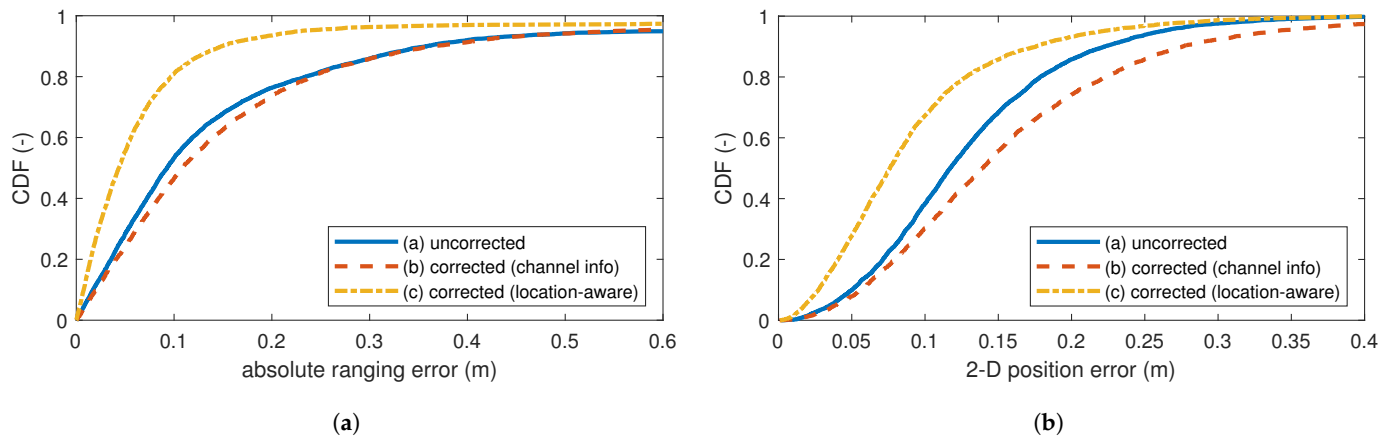 1
0.8
0.6
0.4
0.2
0
CDF (-)
0 0.1 0.2 0.3 0.4 0.5 0.6
absolute ranging error (m)
(a) uncorrected
(b) corrected (channel info)
(c) corrected (location-aware)
(a)
1
0.8
0.6
0.4
0.2
0
CDF (-)
0 0.05 0.1 0.15 0.2 0.25 0.3 0.35 0.4
2-D position error (m)
(a) uncorrected
(b) corrected (channel info)
(c) corrected (location-aware)
(b)